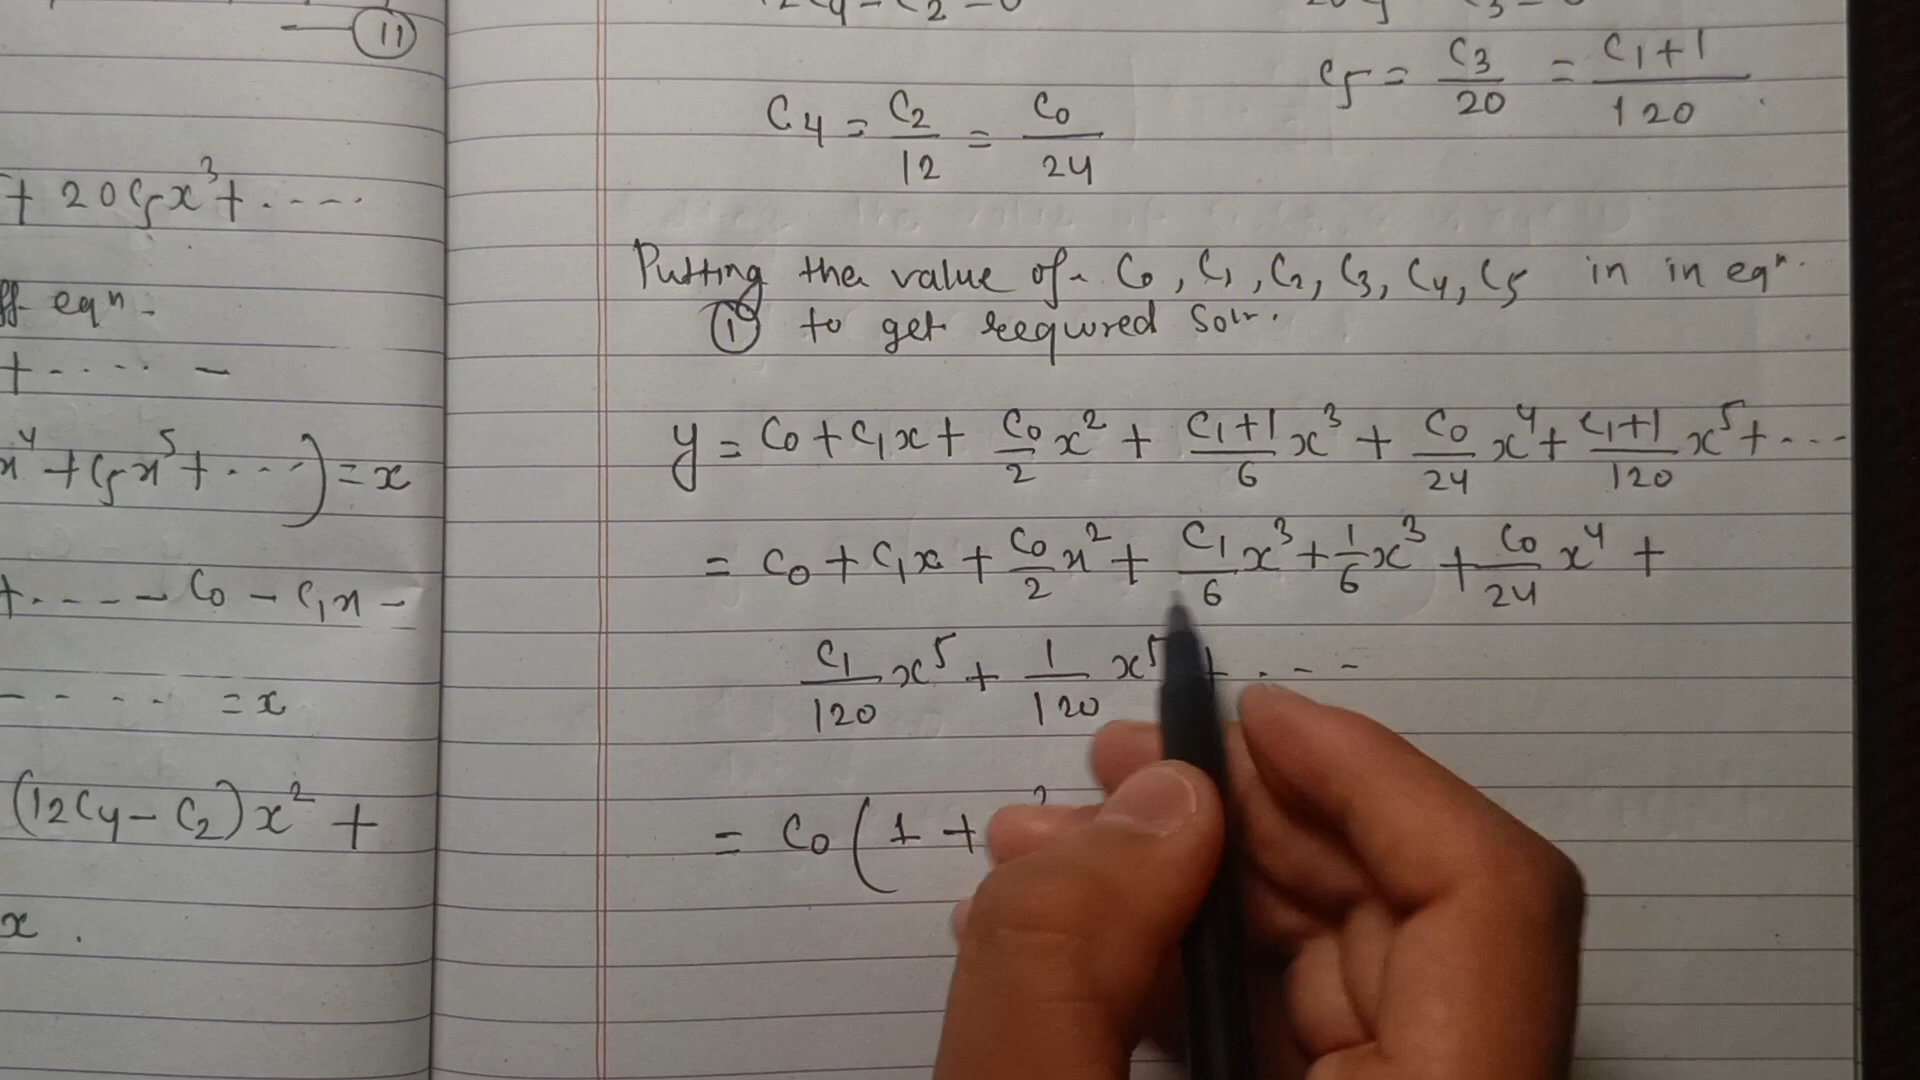 (11)
+ 20C5x³ + ....
eqⁿ.
+ .... -
x⁴ + C5x⁵ + ...) = x
+ .... - C0 - C1x -
- - - - = x
(12C4 - C2)x² +
x .
C5 = C3/20 = (C1+1)/120 .
C4 = C2/12 = C0/24
Putting the value of C0, C1, C2, C3, C4, C5 in in eqⁿ.
(1) to get required Solⁿ.
y = C0 + C1x + C0/2 x² + (C1+1)/6 x³ + C0/24 x⁴ + (C1+1)/120 x⁵ + ...
= C0 + C1x + C0/2 x² + C1/6 x³ + 1/6 x³ + C0/24 x⁴ +
C1/120 x⁵ + 1/120 x⁵ + ...
= C0 ( 1 +